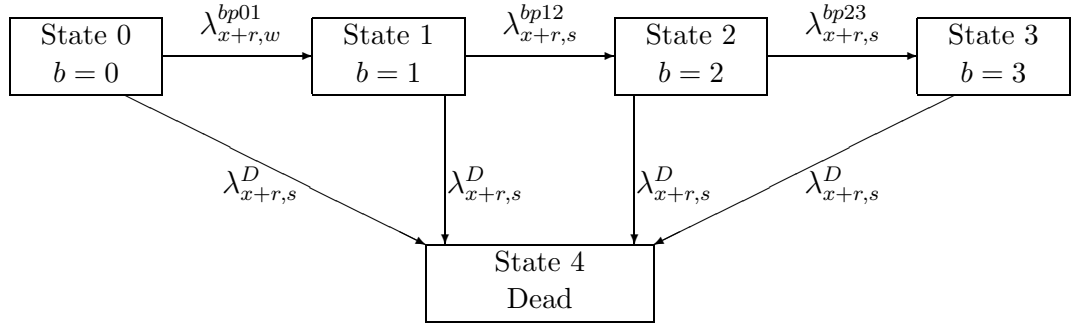 State 0
b = 0
λ^{bp01}_{x+r,w}
State 1
b = 1
λ^{bp12}_{x+r,s}
State 2
b = 2
λ^{bp23}_{x+r,s}
State 3
b = 3
λ^{D}_{x+r,s}
λ^{D}_{x+r,s}
λ^{D}_{x+r,s}
λ^{D}_{x+r,s}
State 4
Dead